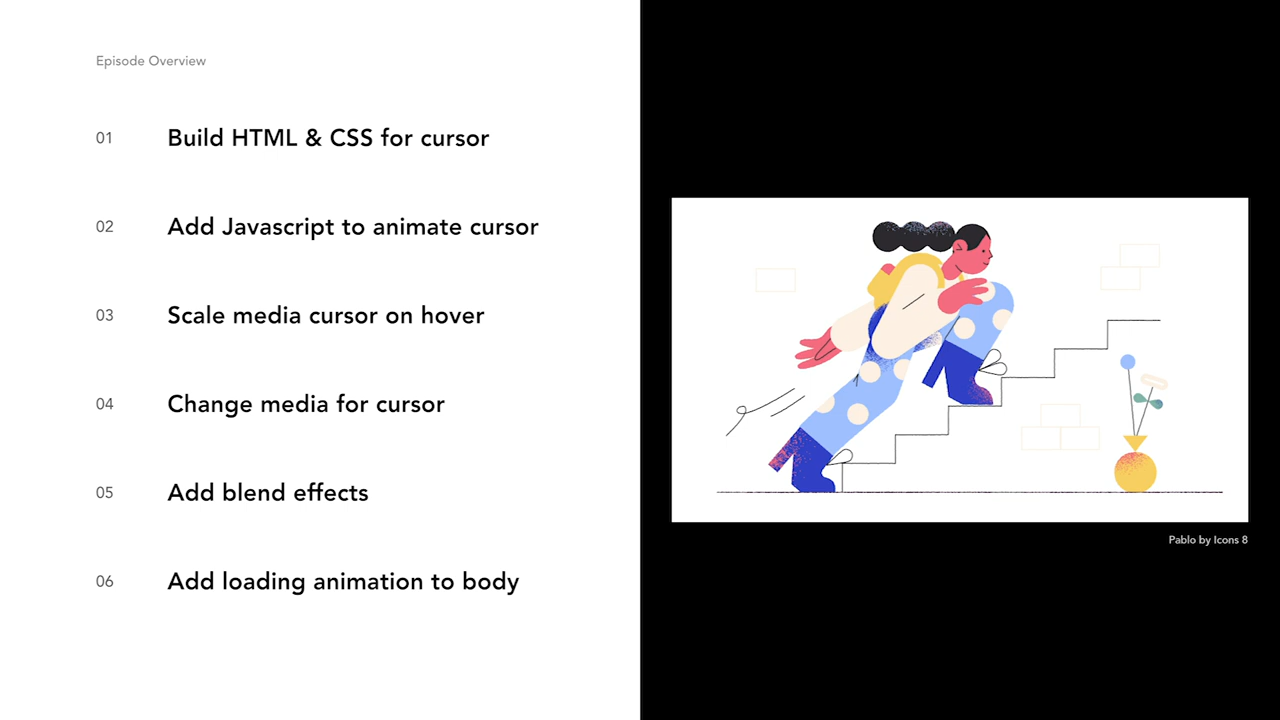 Episode Overview
01 Build HTML & CSS for cursor
02 Add Javascript to animate cursor
03 Scale media cursor on hover
04 Change media for cursor
05 Add blend effects
06 Add loading animation to body
Pablo by Icons 8